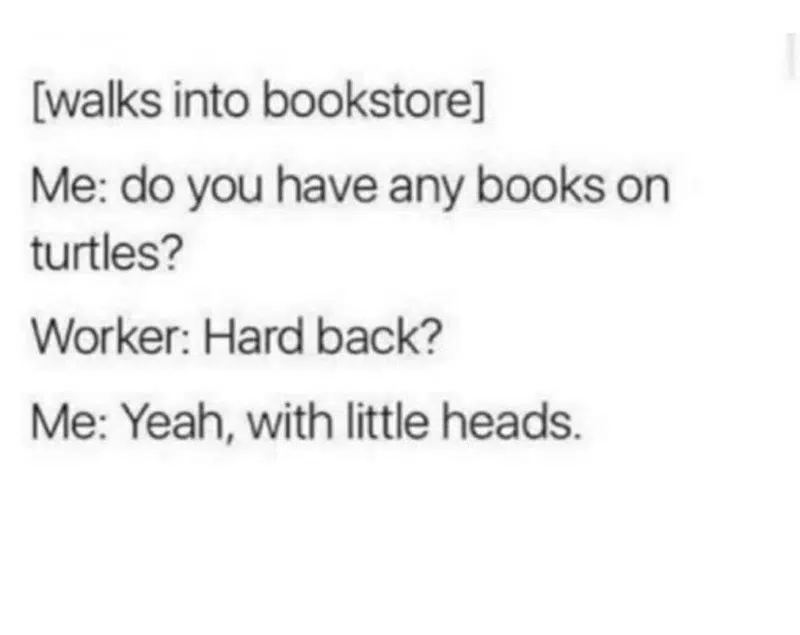 [walks into bookstore]
Me: do you have any books on
turtles?
Worker: Hard back?
Me: Yeah, with little heads.